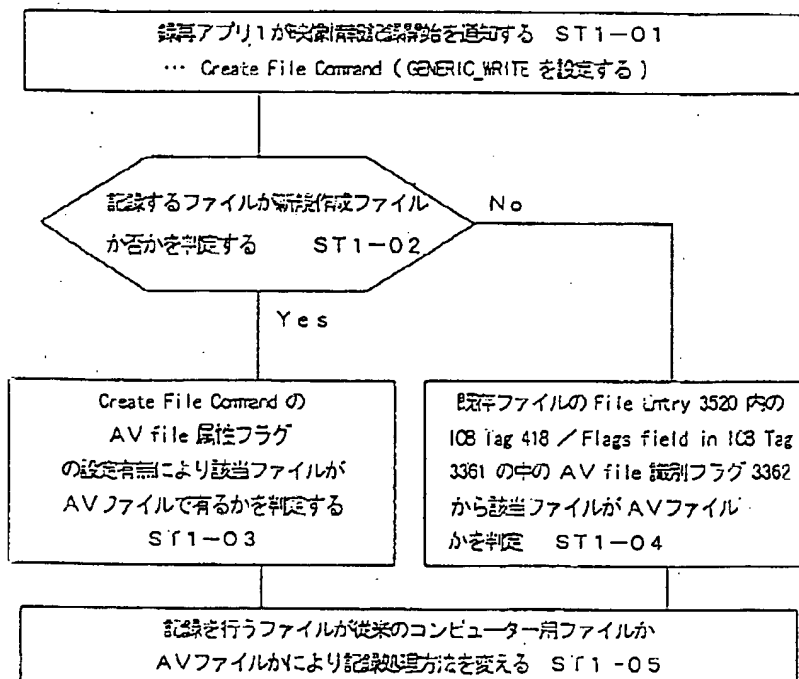 録再アプリ1が映像情報記録開始を通知する ST1-01
… Create File Command ( GENERIC_WRITE を設定する )
記録するファイルが新規作成ファイル
か否かを判定する ST1-02
No
Yes
Create File Command の
AV file 属性フラグ
の設定有無により該当ファイルが
AVファイルで有るかを判定する
ST1-03
既存ファイルの File Entry 3520 内の
ICB Tag 418 / Flags field in ICB Tag
3361 の中の AV file 識別フラグ 3362
から該当ファイルが AVファイル
かを判定 ST1-04
記録を行うファイルが従来のコンピューター用ファイルか
AVファイルかにより記録処理方法を変える ST1-05